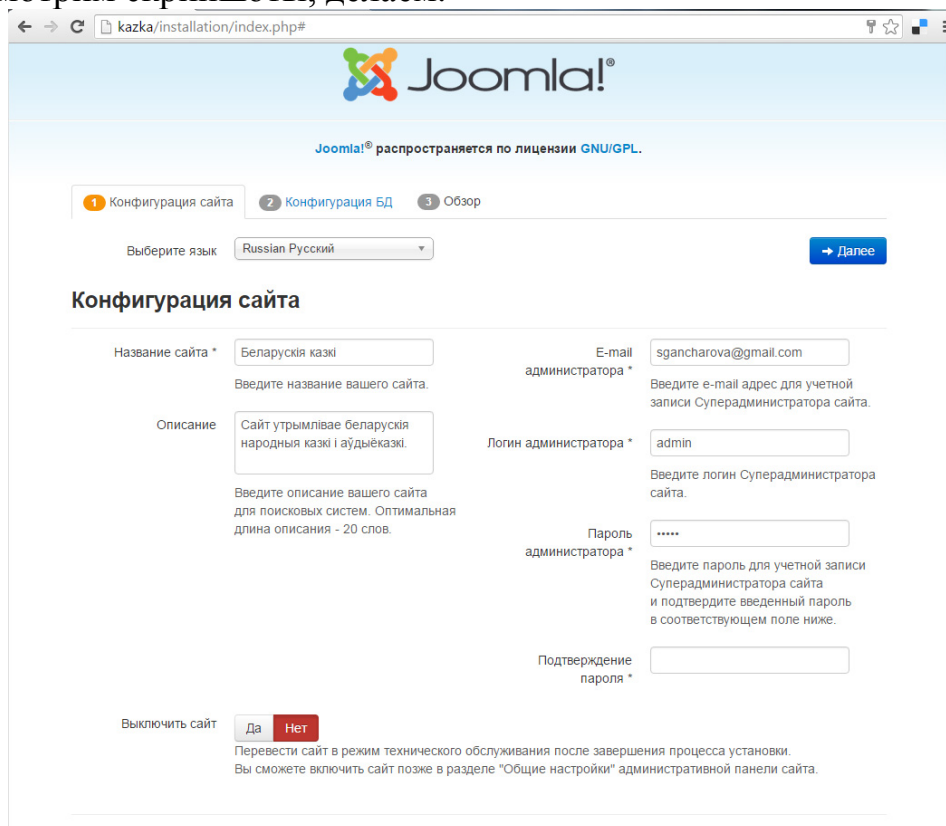 kazka/installation/index.php#
Joomla!®
Joomla!® распространяется по лицензии GNU/GPL.
1 Конфигурация сайта 2 Конфигурация БД 3 Обзор
Выберите язык Russian Русский → Далее
Конфигурация сайта
Название сайта * Беларускія казкі
Введите название вашего сайта.
Описание Сайт утрымлівае беларускія
народныя казкі і аўдыёказкі.
Введите описание вашего сайта
для поисковых систем. Оптимальная
длина описания - 20 слов.
E-mail
администратора *
sgancharova@gmail.com
Введите e-mail адрес для учетной
записи Суперадминистратора сайта.
Логин администратора * admin
Введите логин Суперадминистратора
сайта.
Пароль
администратора *
•••••
Введите пароль для учетной записи
Суперадминистратора сайта
и подтвердите введенный пароль
в соответствующем поле ниже.
Подтверждение
пароля *
Выключить сайт Да Нет
Перевести сайт в режим технического обслуживания после завершения процесса установки.
Вы сможете включить сайт позже в разделе "Общие настройки" административной панели сайта.